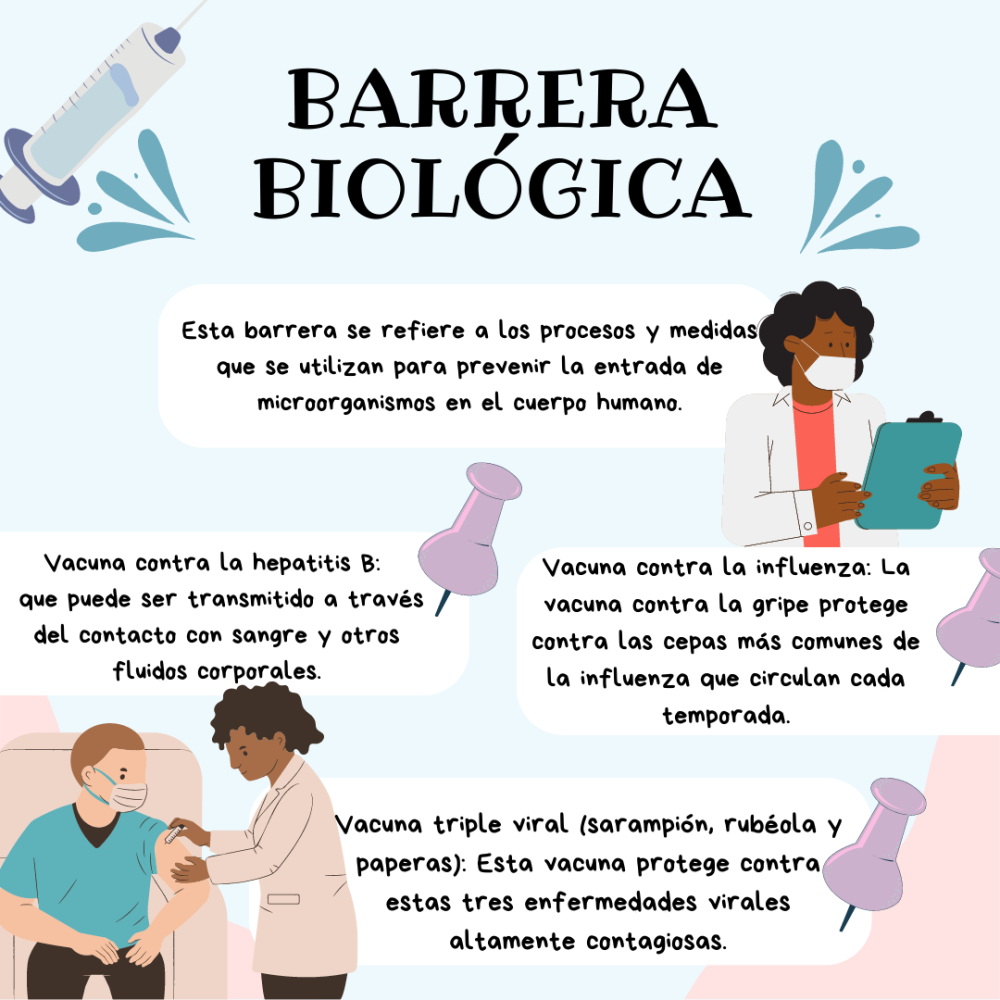 BARRERA
BIOLÓGICA
Esta barrera se refiere a los procesos y medidas
que se utilizan para prevenir la entrada de
microorganismos en el cuerpo humano.
Vacuna contra la hepatitis B:
que puede ser transmitido a través
del contacto con sangre y otros
fluidos corporales.
Vacuna contra la influenza: La
vacuna contra la gripe protege
contra las cepas más comunes de
la influenza que circulan cada
temporada.
Vacuna triple viral (sarampión, rubéola y
paperas): Esta vacuna protege contra
estas tres enfermedades virales
altamente contagiosas.